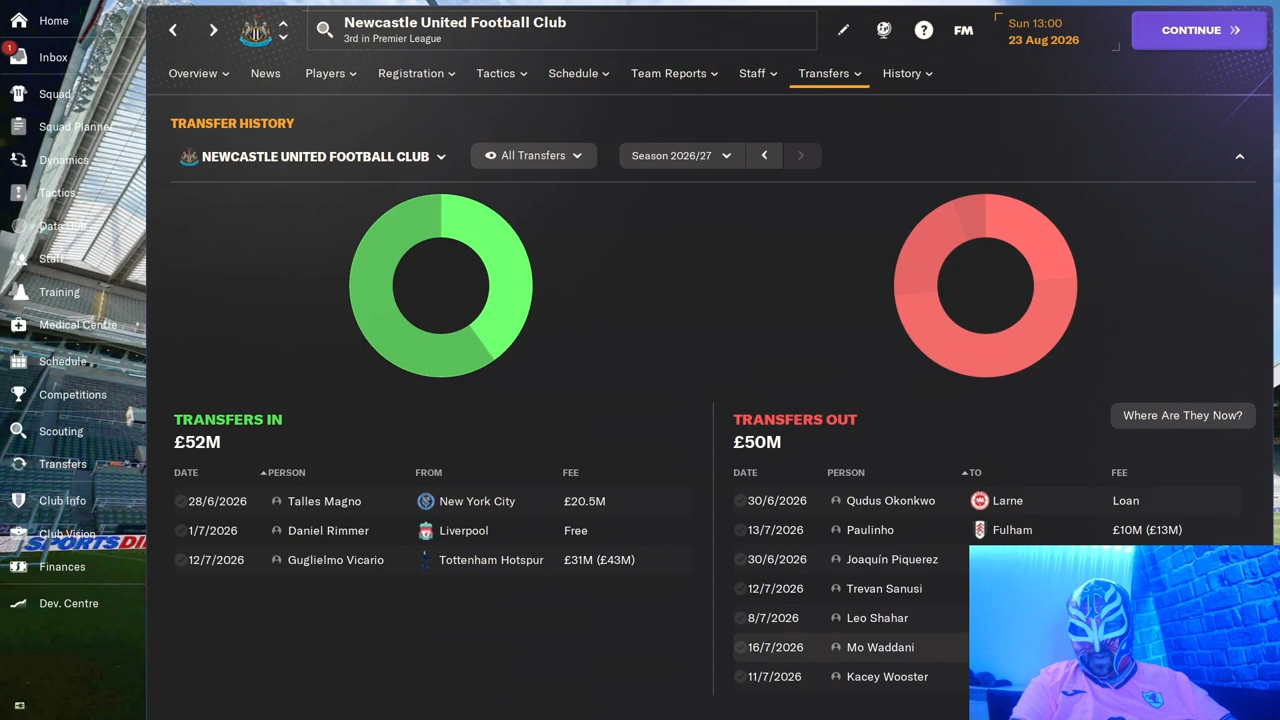 Home
1
Inbox
Squad
Squad Planner
Dynamics
Tactics
Data Hub
Staff
Training
Medical Centre
Schedule
Competitions
Scouting
Transfers
Club Info
Club Vision
SPORTS DI
Finances
Dev. Centre
Newcastle United Football Club
3rd in Premier League
?
FM
Sun 13:00
23 Aug 2026
CONTINUE
Overview
News
Players
Registration
Tactics
Schedule
Team Reports
Staff
Transfers
History
TRANSFER HISTORY
NEWCASTLE UNITED FOOTBALL CLUB
All Transfers
Season 2026/27
TRANSFERS IN
£52M
DATE PERSON FROM FEE
28/6/2026 Talles Magno New York City £20.5M
1/7/2026 Daniel Rimmer Liverpool Free
12/7/2026 Guglielmo Vicario Tottenham Hotspur £31M (£43M)
TRANSFERS OUT
£50M
Where Are They Now?
DATE PERSON TO FEE
30/6/2026 Qudus Okonkwo Larne Loan
13/7/2026 Paulinho Fulham £10M (£13M)
30/6/2026 Joaquín Piquerez
12/7/2026 Trevan Sanusi
8/7/2026 Leo Shahar
16/7/2026 Mo Waddani
11/7/2026 Kacey Wooster